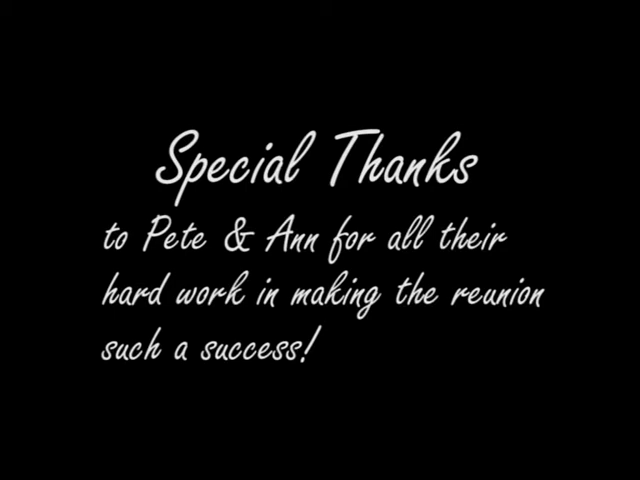 Special Thanks
to Pete & Ann for all their
hard work in making the reunion
such a success!